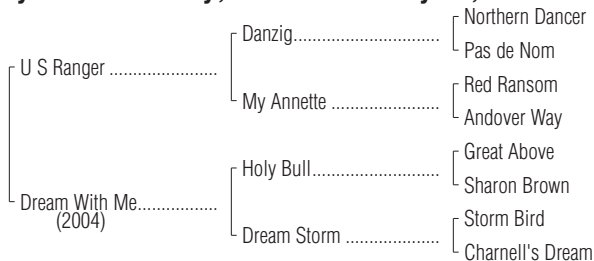 Northern Dancer
Danzig..................................
Pas de Nom
U S Ranger .........................
Red Ransom
My Annette .........................
Andover Way
Great Above
Holy Bull..............................
Sharon Brown
Dream With Me..................
(2004)
Storm Bird
Dream Storm ......................
Charnell's Dream